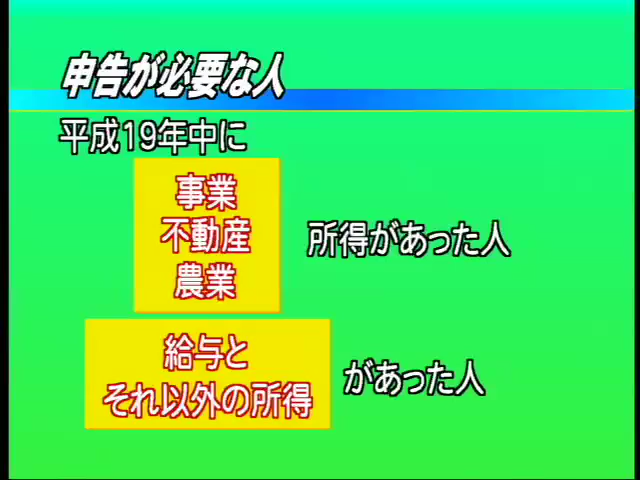 申告が必要な人
平成19年中に
事業
不動産
農業
所得があった人
給与と
それ以外の所得
があった人